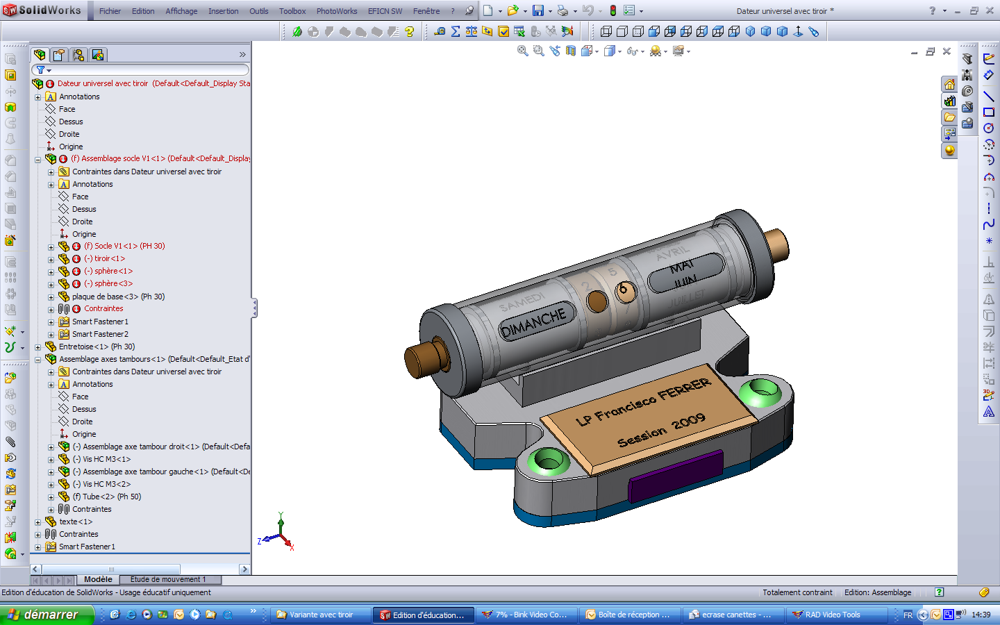 SolidWorks
Fichier Edition Affichage Insertion Outils Toolbox PhotoWorks EFICN SW Fenêtre ?
Dateur universel avec tiroir *
Dateur universel avec tiroir (Default<Default_Display Sta
Annotations
Face
Dessus
Droite
Origine
(f) Assemblage socle V1<1> (Default<Default_Display
Contraintes dans Dateur universel avec tiroir
Annotations
Face
Dessus
Droite
Origine
(f) Socle V1<1> (PH 30)
(-) tiroir<1>
(-) sphère<1>
(-) sphère<3>
plaque de base<3> (Ph 30)
Contraintes
Smart Fastener1
Smart Fastener2
Entretoise<1> (Ph 30)
Assemblage axes tambours<1> (Default<Default_Etat d'
Contraintes dans Dateur universel avec tiroir
Annotations
Face
Dessus
Droite
Origine
(-) Assemblage axe tambour droit<1> (Default<Defa
(-) Vis HC M3<1>
(-) Assemblage axe tambour gauche<1> (Default<De
(-) Vis HC M3<2>
(f) Tube<2> (Ph 50)
Contraintes
texte<1>
Contraintes
Smart Fastener1
AVRIL
MAI
JUIN
JUILLET
5
6
7
2
SAMEDI
DIMANCHE
LP Francisco FERRER
Session 2009
Y
Z
X
Modèle Etude de mouvement 1
Edition d'éducation de SolidWorks - Usage éducatif uniquement
Totalement contraint Edition: Assemblage
démarrer
Variante avec tiroir
Edition d'éducation...
7% - Bink Video Co...
Boîte de réception ...
ecrase canettes - ...
RAD Video Tools
FR
14:39